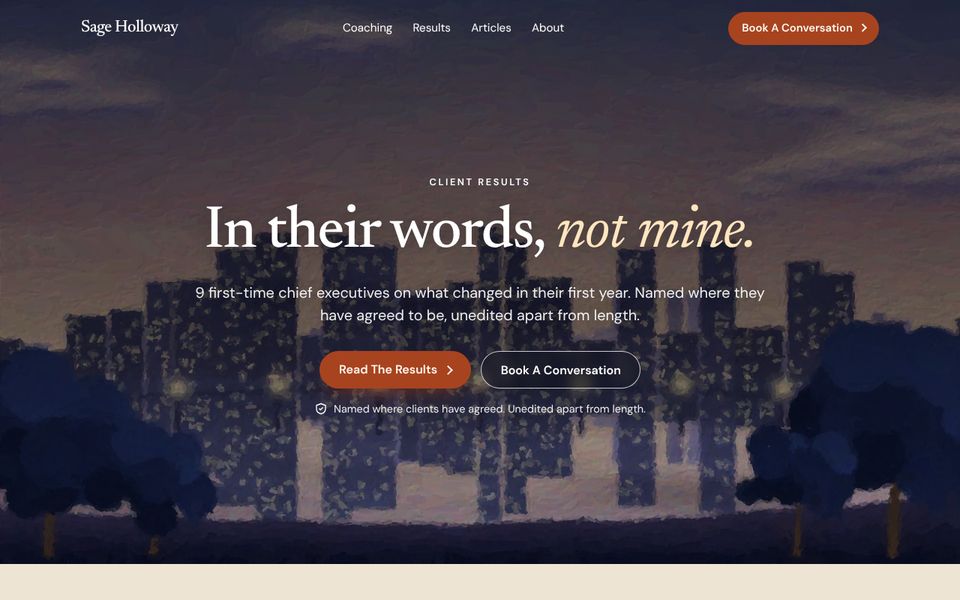 Sage Holloway
Coaching Results Articles About
Book A Conversation
CLIENT RESULTS
In their words, not mine.
9 first-time chief executives on what changed in their first year. Named where they
have agreed to be, unedited apart from length.
Read The Results
Book A Conversation
Named where clients have agreed. Unedited apart from length.